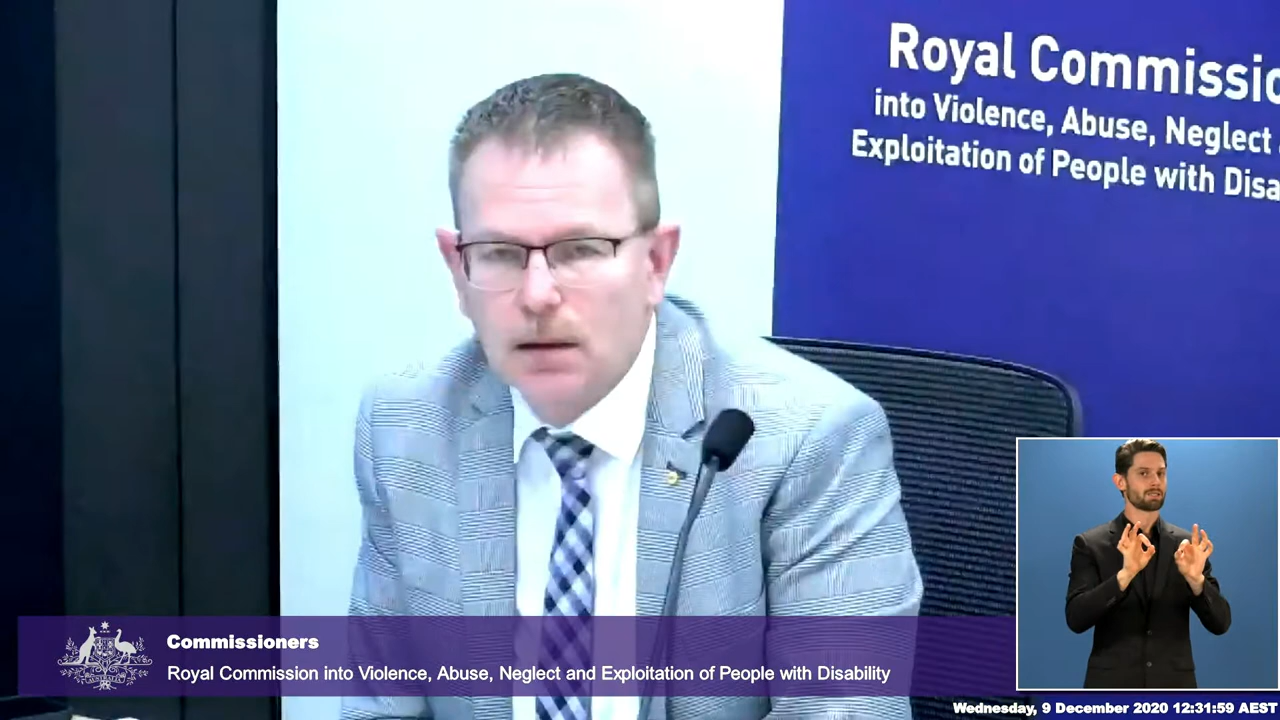 Royal Commissio
into Violence, Abuse, Neglect
Exploitation of People with Disa
Commissioners
Royal Commission into Violence, Abuse, Neglect and Exploitation of People with Disability
Wednesday, 9 December 2020 12:31:59 AEST